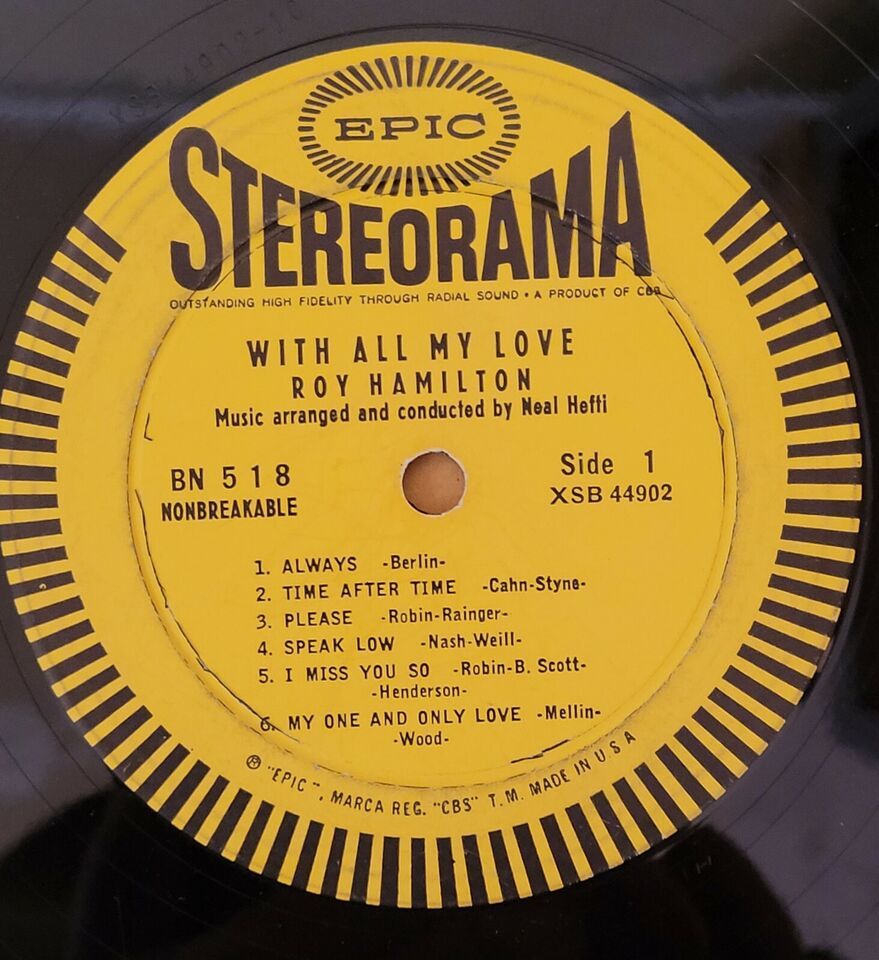 EPIC
STEREORAMA
OUTSTANDING HIGH FIDELITY THROUGH RADIAL SOUND • A PRODUCT OF CBS
WITH ALL MY LOVE
ROY HAMILTON
Music arranged and conducted by Neal Hefti
BN 518
NONBREAKABLE
Side 1
XSB 44902
1. ALWAYS -Berlin-
2. TIME AFTER TIME -Cahn-Styne-
3. PLEASE -Robin-Rainger-
4. SPEAK LOW -Nash-Weill-
5. I MISS YOU SO -Robin-B. Scott-
-Henderson-
6. MY ONE AND ONLY LOVE -Mellin-
-Wood-
® "EPIC", MARCA REG. "CBS" T.M. MADE IN U.S A